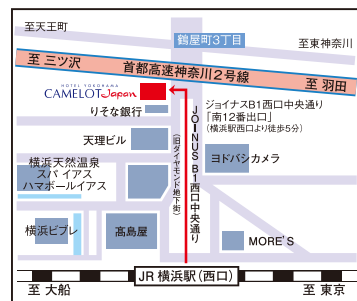 至天王町
鶴屋町3丁目
至東神奈川
至 三ツ沢
首都高速神奈川2号線
至 羽田
HOTEL YOKOHAMA
CAMELOT Japan
りそな銀行
ジョイナスB1西口中央通り
「南12番出口」
(横浜駅西口より徒歩5分)
天理ビル
JOINUS B1西口中央通り
(旧ダイヤモンド地下街)
ヨドバシカメラ
横浜天然温泉
スパ イアス
ハマボールイアス
横浜ビブレ
髙島屋
MORE'S
JR 横浜駅(西口)
至 大船
至 東京